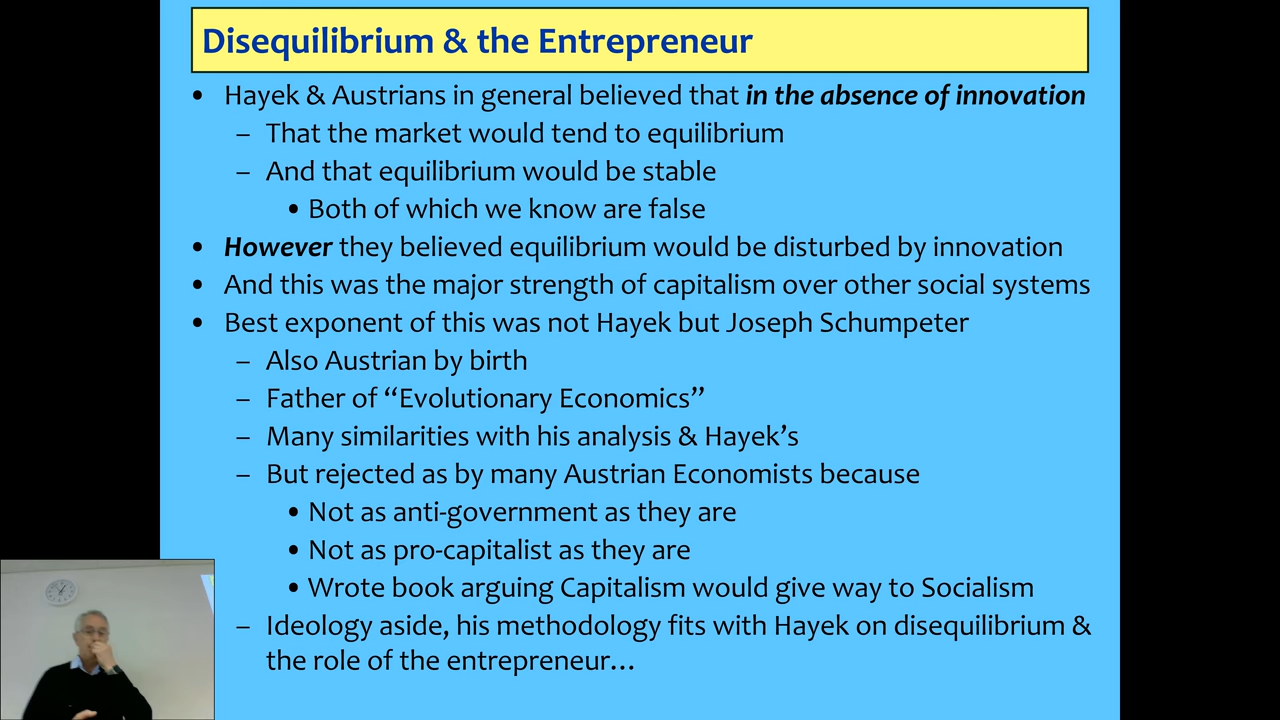 Disequilibrium & the Entrepreneur
• Hayek & Austrians in general believed that in the absence of innovation
– That the market would tend to equilibrium
– And that equilibrium would be stable
• Both of which we know are false
• However they believed equilibrium would be disturbed by innovation
• And this was the major strength of capitalism over other social systems
• Best exponent of this was not Hayek but Joseph Schumpeter
– Also Austrian by birth
– Father of “Evolutionary Economics”
– Many similarities with his analysis & Hayek’s
– But rejected as by many Austrian Economists because
• Not as anti-government as they are
• Not as pro-capitalist as they are
• Wrote book arguing Capitalism would give way to Socialism
– Ideology aside, his methodology fits with Hayek on disequilibrium &
the role of the entrepreneur…